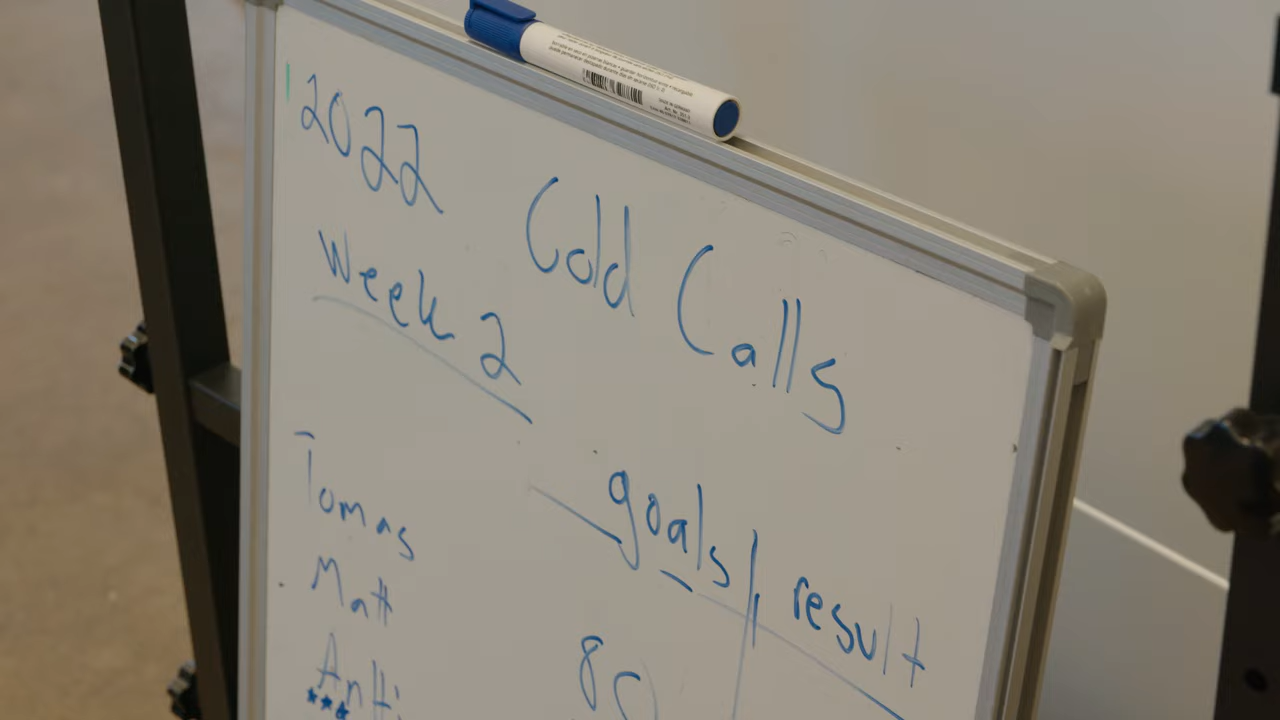 2022
Cold Calls
Week 2
goals result
Tomas
Matt
Antti
80